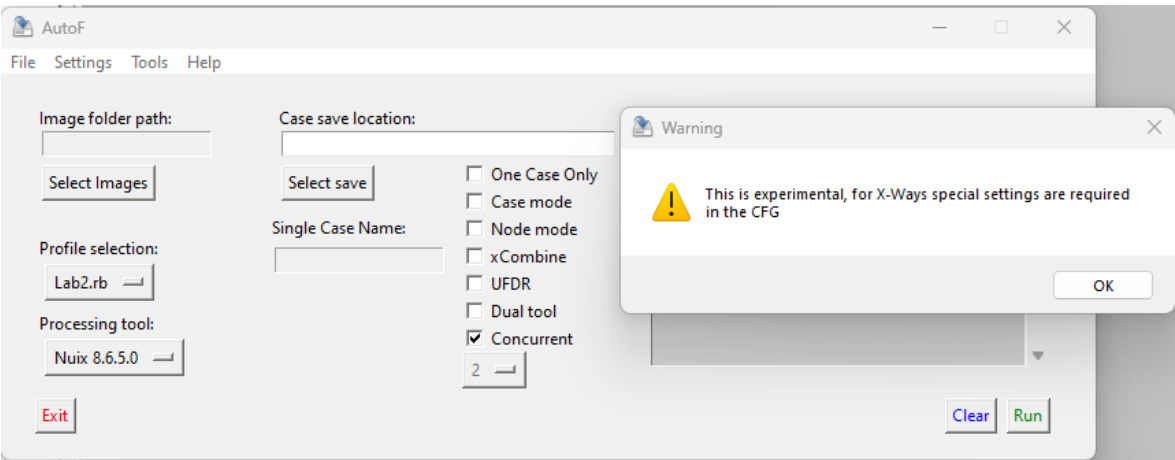 AutoF
File Settings Tools Help
Image folder path:
Case save location:
Select Images
Select save
One Case Only
Case mode
Node mode
xCombine
UFDR
Dual tool
Concurrent
2
Single Case Name:
Profile selection:
Lab2.rb
Processing tool:
Nuix 8.6.5.0
Exit
Clear
Run
Warning
This is experimental, for X-Ways special settings are required
in the CFG
OK